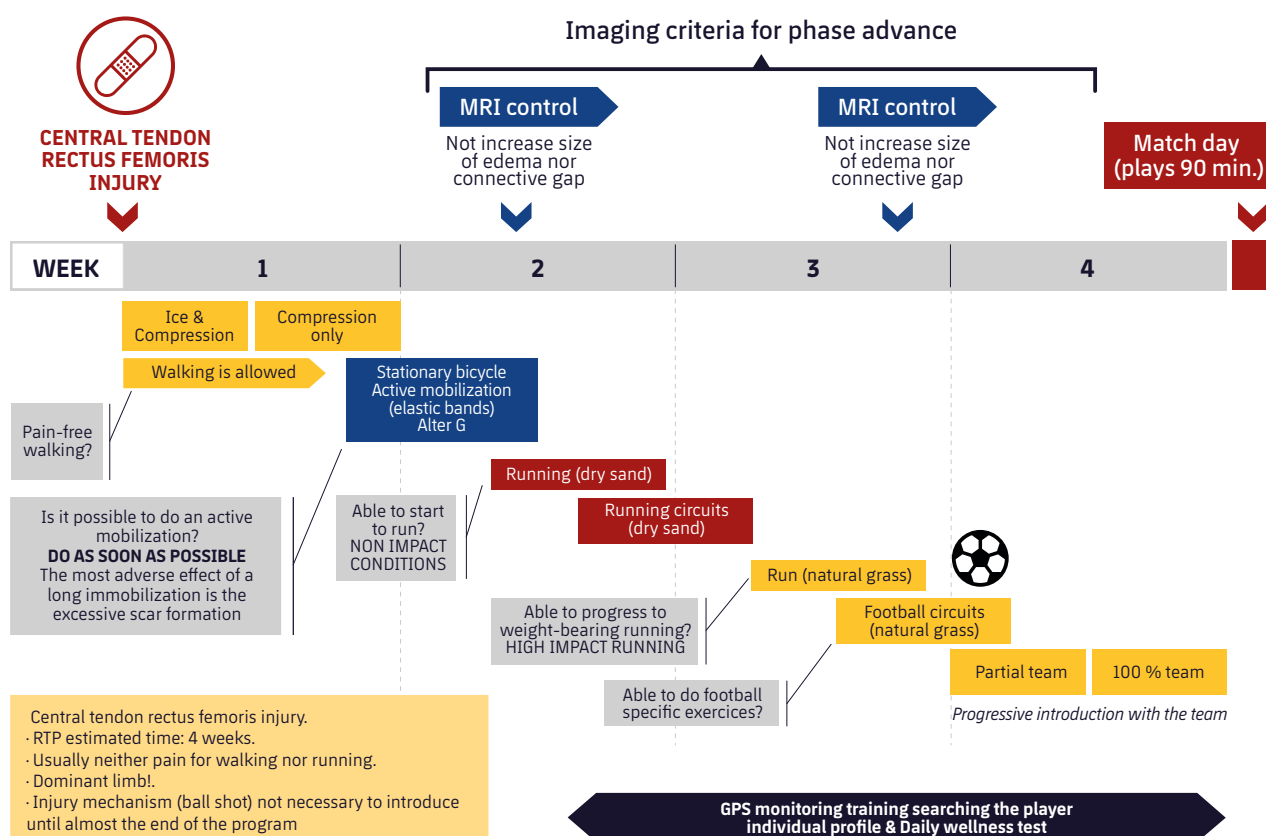 Imaging criteria for phase advance
CENTRAL TENDON
RECTUS FEMORIS
INJURY
MRI control
Not increase size
of edema nor
connective gap
MRI control
Not increase size
of edema nor
connective gap
Match day
(plays 90 min.)
WEEK
1
2
3
4
Ice &
Compression
Compression
only
Walking is allowed
Stationary bicycle
Active mobilization
(elastic bands)
Alter G
Pain-free
walking?
Running (dry sand)
Is it possible to do an active
mobilization?
DO AS SOON AS POSSIBLE
The most adverse effect of a
long immobilization is the
excessive scar formation
Able to start
to run?
NON IMPACT
CONDITIONS
Running circuits
(dry sand)
Run (natural grass)
Able to progress to
weight-bearing running?
HIGH IMPACT RUNNING
Football circuits
(natural grass)
Partial team
100 % team
Able to do football
specific exercices?
Progressive introduction with the team
Central tendon rectus femoris injury.
· RTP estimated time: 4 weeks.
· Usually neither pain for walking nor running.
· Dominant limb!.
· Injury mechanism (ball shot) not necessary to introduce
until almost the end of the program
GPS monitoring training searching the player
individual profile & Daily wellness test